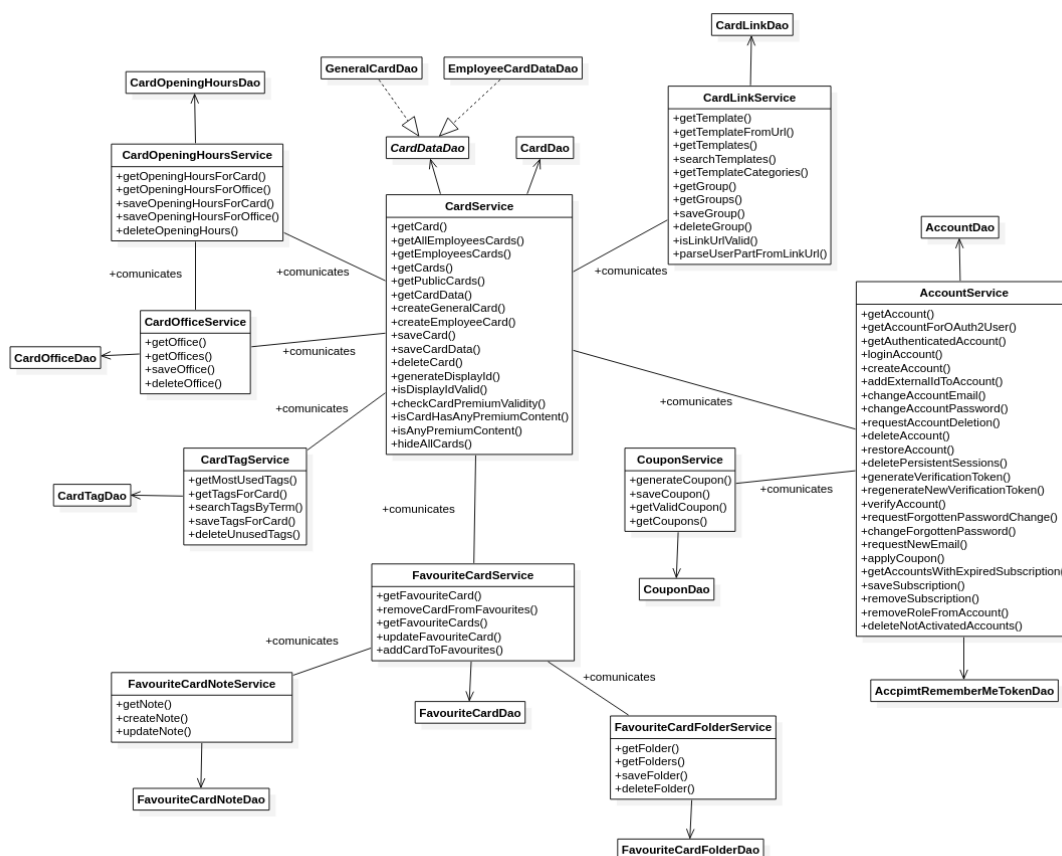 CardLinkDao
GeneralCardDao
EmployeeCardDataDao
CardOpeningHoursDao
CardLinkService
+getTemplate()
+getTemplateFromUrl()
+getTemplates()
+searchTemplates()
+getTemplateCategories()
+getGroup()
+getGroups()
+saveGroup()
+deleteGroup()
+isLinkUrlValid()
+parseUserPartFromLinkUrl()
CardDataDao
CardDao
CardOpeningHoursService
+getOpeningHoursForCard()
+getOpeningHoursForOffice()
+saveOpeningHoursForCard()
+saveOpeningHoursForOffice()
+deleteOpeningHours()
CardService
+getCard()
+getAllEmployeesCards()
+getEmployeesCards()
+getCards()
+getPublicCards()
+getCardData()
+createGeneralCard()
+createEmployeeCard()
+saveCard()
+saveCardData()
+deleteCard()
+generateDisplayId()
+isDisplayIdValid()
+checkCardPremiumValidity()
+isCardHasAnyPremiumContent()
+isAnyPremiumContent()
+hideAllCards()
AccountDao
+comunicates
+comunicates
+comunicates
AccountService
+getAccount()
+getAccountForOAuth2User()
+getAuthenticatedAccount()
+loginAccount()
+createAccount()
+addExternalIdToAccount()
+changeAccountEmail()
+changeAccountPassword()
+requestAccountDeletion()
+deleteAccount()
+restoreAccount()
+deletePersistentSessions()
+generateVerificationToken()
+regenerateNewVerificationToken()
+verifyAccount()
+requestForgottenPasswordChange()
+changeForgottenPassword()
+requestNewEmail()
+applyCoupon()
+getAccountsWithExpiredSubscription()
+saveSubscription()
+removeSubscription()
+removeRoleFromAccount()
+deleteNotActivatedAccounts()
CardOfficeService
+getOffice()
+getOffices()
+saveOffice()
+deleteOffice()
CardOfficeDao
+comunicates
+comunicates
+comunicates
CardTagService
+getMostUsedTags()
+getTagsForCard()
+searchTagsByTerm()
+saveTagsForCard()
+deleteUnusedTags()
CardTagDao
CouponService
+generateCoupon()
+saveCoupon()
+getValidCoupon()
+getCoupons()
+comunicates
+comunicates
CouponDao
FavouriteCardService
+getFavouriteCard()
+removeCardFromFavourites()
+getFavouriteCards()
+updateFavouriteCard()
+addCardToFavourites()
+comunicates
+comunicates
FavouriteCardNoteService
+getNote()
+createNote()
+updateNote()
FavouriteCardDao
AccpimtRememberMeTokenDao
FavouriteCardFolderService
+getFolder()
+getFolders()
+saveFolder()
+deleteFolder()
FavouriteCardNoteDao
FavouriteCardFolderDao